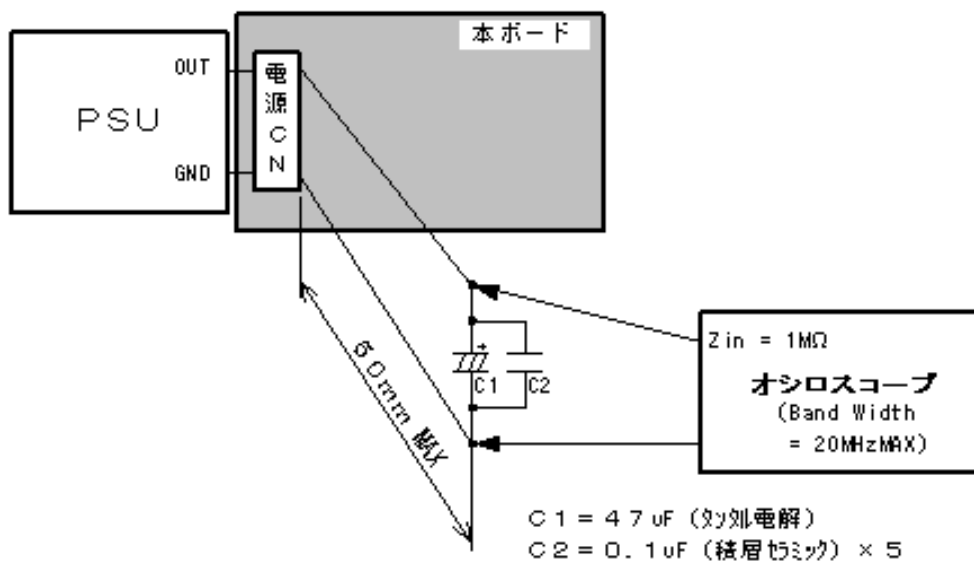 本ボード
OUT
PSU
GND
電源CN
60mm MAX
+
C1
C2
Zin = 1MΩ
オシロスコープ
(Band Width
= 20MHzMAX)
C1=47uF (ﾀﾝﾀﾙ電解)
C2=0.1uF (積層ｾﾗﾐｯｸ) × 5